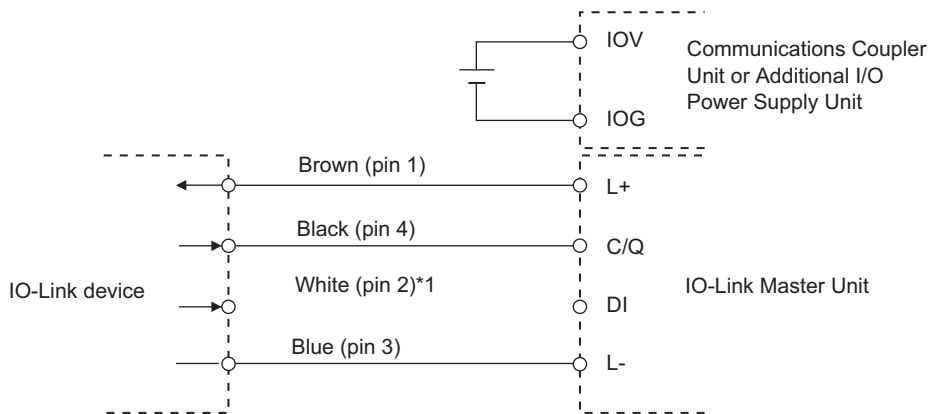 IOV
Communications Coupler
Unit or Additional I/O
Power Supply Unit
IOG
Brown (pin 1)
L+
Black (pin 4)
C/Q
IO-Link device
White (pin 2)*1
DI
IO-Link Master Unit
Blue (pin 3)
L-